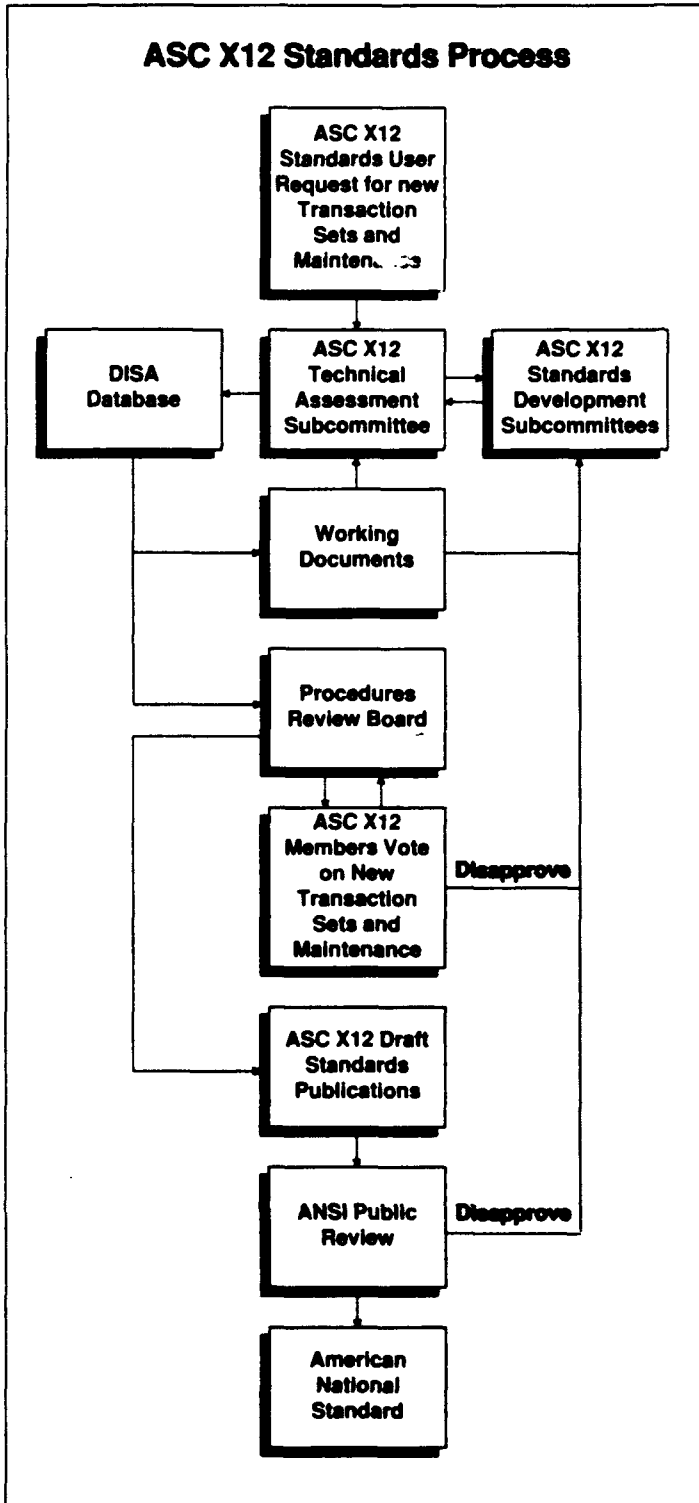 ASC X12 Standards Process
ASC X12
Standards User
Request for new
Transaction
Sets and
Maintenance
DISA
Database
ASC X12
Technical
Assessment
Subcommittee
ASC X12
Standards
Development
Subcommittees
Working
Documents
Procedures
Review Board
ASC X12
Members Vote
on New
Transaction
Sets and
Maintenance
Disapprove
ASC X12 Draft
Standards
Publications
ANSI Public
Review
Disapprove
American
National
Standard